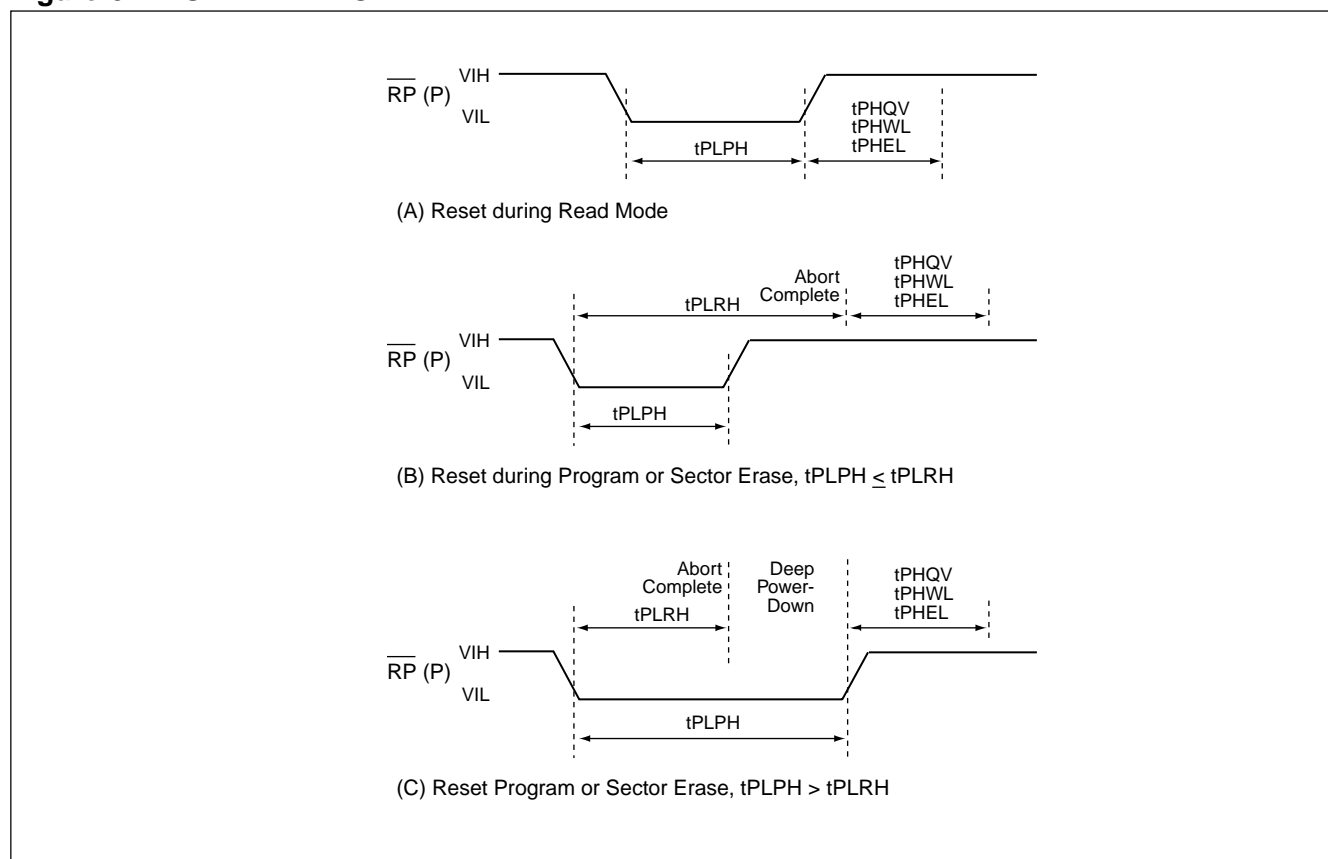 VIH
RP (P)
VIL
tPLPH
tPHQV
tPHWL
tPHEL
(A) Reset during Read Mode
tPLRH
Abort
Complete
tPHQV
tPHWL
tPHEL
VIH
RP (P)
VIL
tPLPH
(B) Reset during Program or Sector Erase, tPLPH ≤ tPLRH
Abort
Complete
tPLRH
Deep
Power-
Down
tPHQV
tPHWL
tPHEL
VIH
RP (P)
VIL
tPLPH
(C) Reset Program or Sector Erase, tPLPH > tPLRH